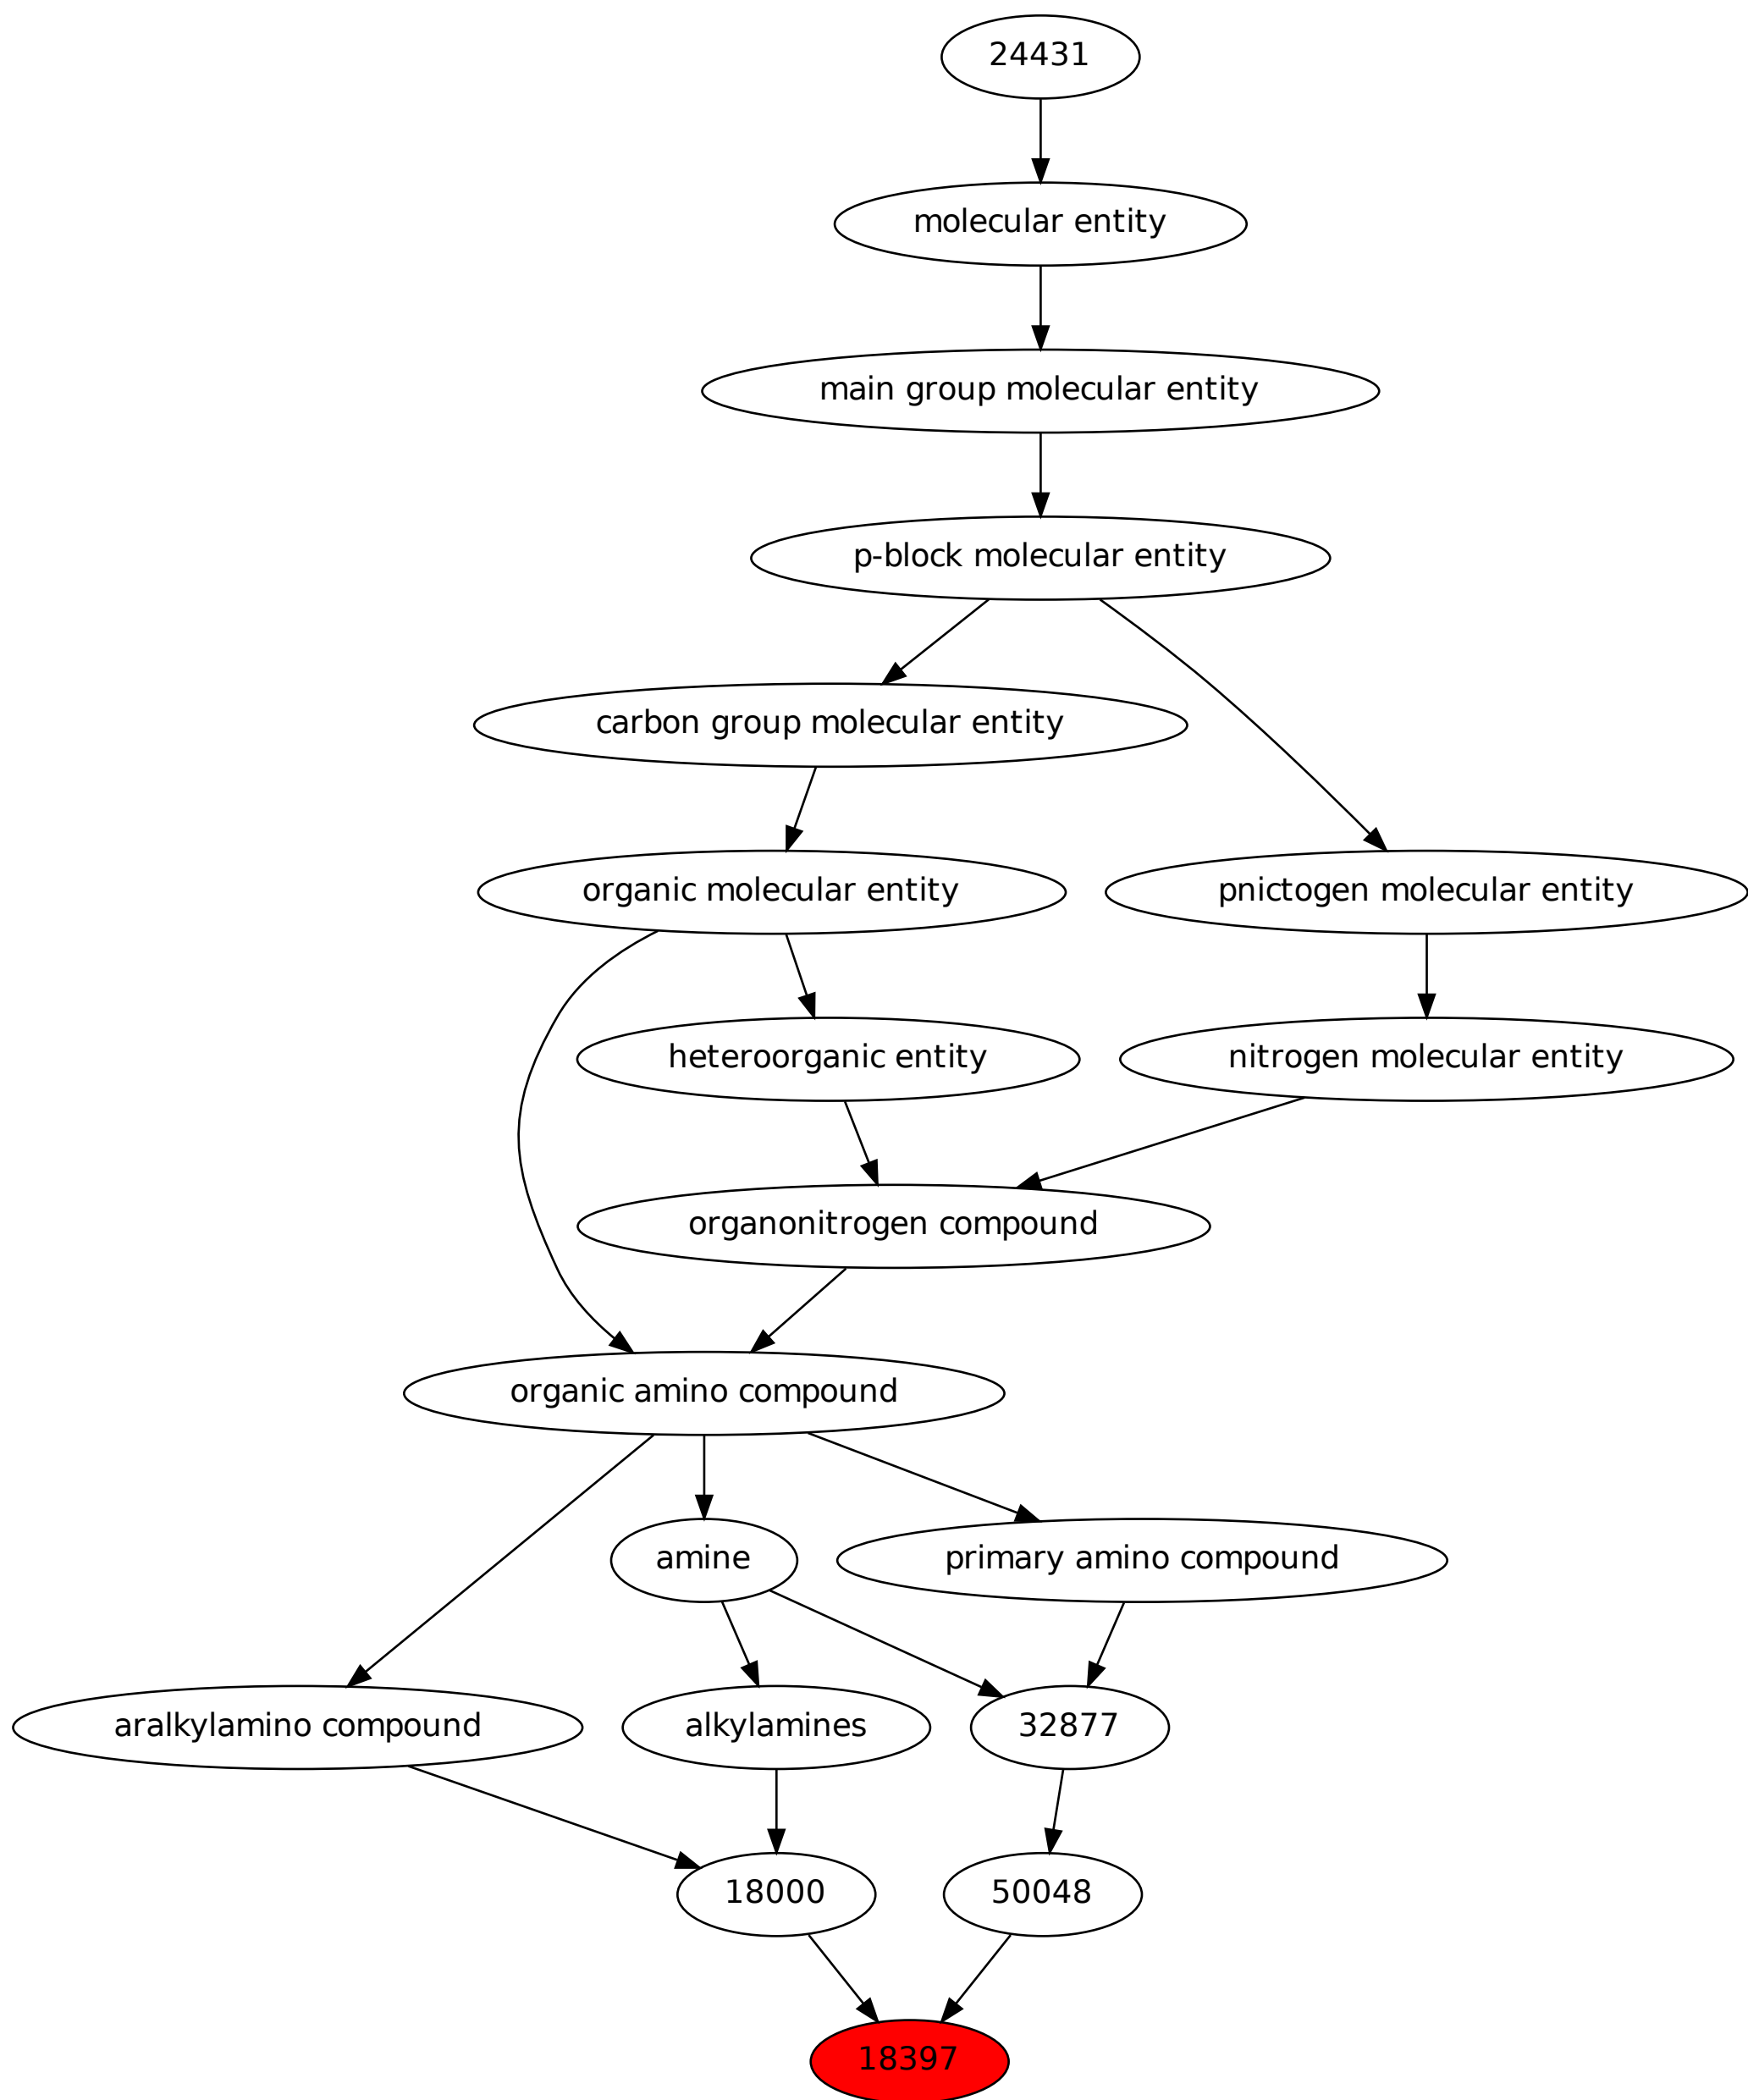 24431
molecular entity
main group molecular entity
p-block molecular entity
carbon group molecular entity
organic molecular entity
pnictogen molecular entity
heteroorganic entity
nitrogen molecular entity
organonitrogen compound
organic amino compound
amine
primary amino compound
aralkylamino compound
alkylamines
32877
18000
50048
18397